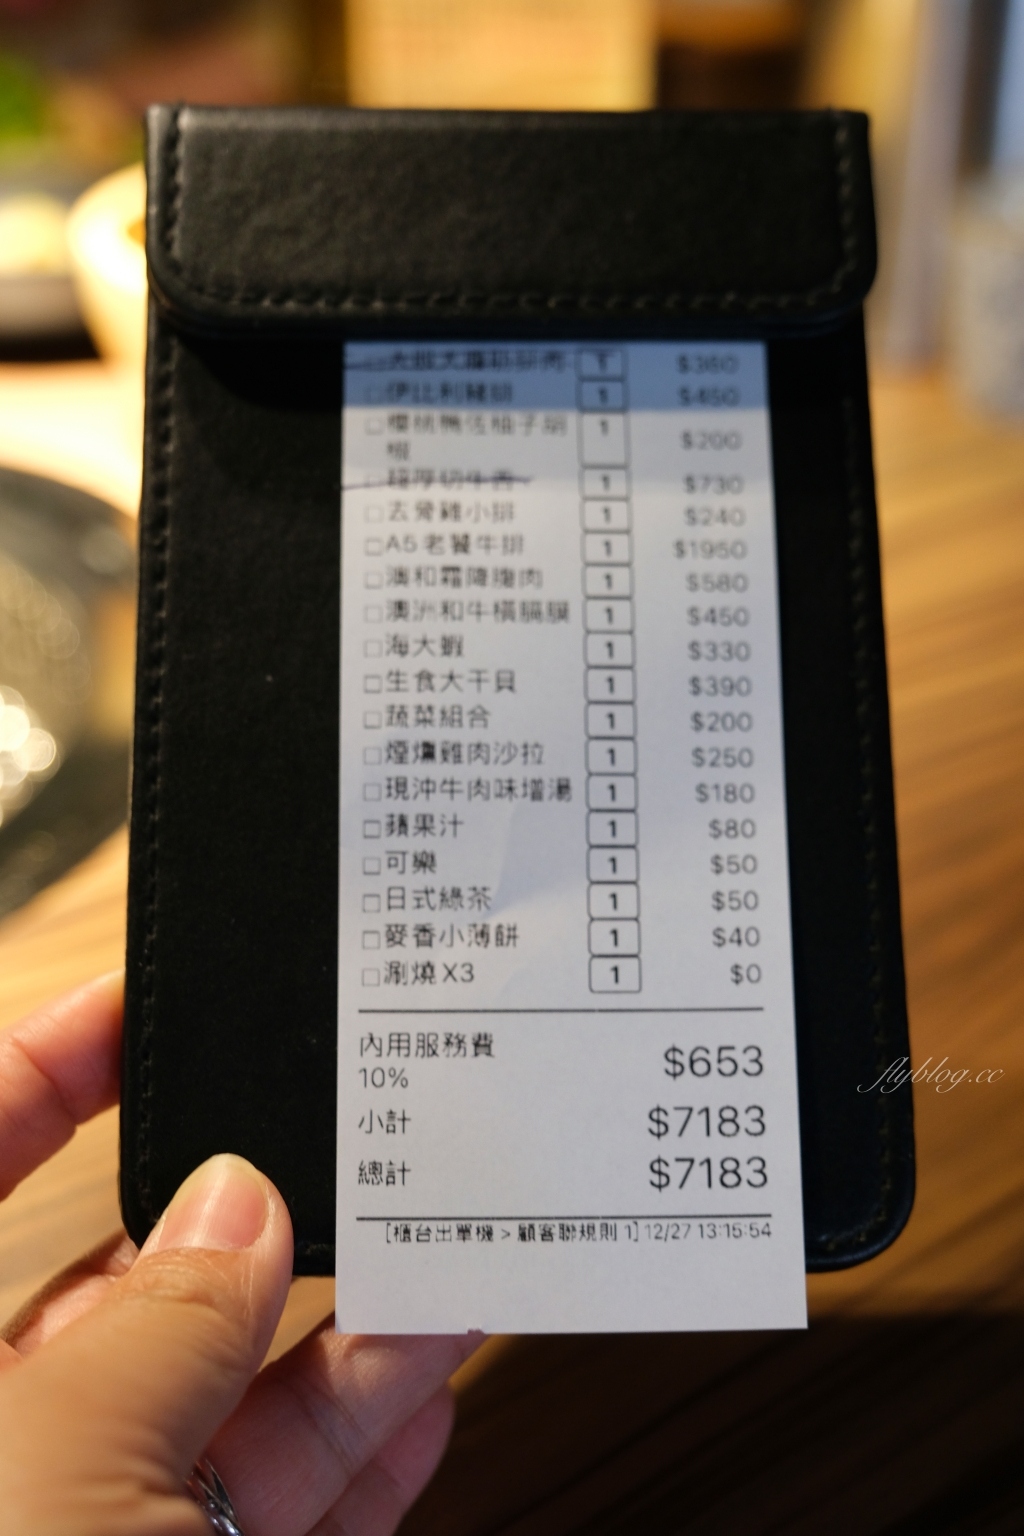 1 $360
□伊比利豬排 1 $450
□櫻桃鴨佐柚子胡 1 $200
椒
□超厚切牛舌 1 $730
□去骨雞小排 1 $240
□A5老饕牛排 1 $1950
□澳和霜降腹肉 1 $580
□澳洲和牛橫膈膜 1 $450
□海大蝦 1 $330
□生食大干貝 1 $390
□蔬菜組合 1 $200
□煙燻雞肉沙拉 1 $250
□現沖牛肉味增湯 1 $180
□蘋果汁 1 $80
□可樂 1 $50
□日式綠茶 1 $50
□麥香小薄餅 1 $40
□涮燒X3 1 $0
內用服務費 $653
10%
小計 $7183
總計 $7183
[櫃台出單機 > 顧客聯規則 1] 12/27 13:15:54
flyblog.cc